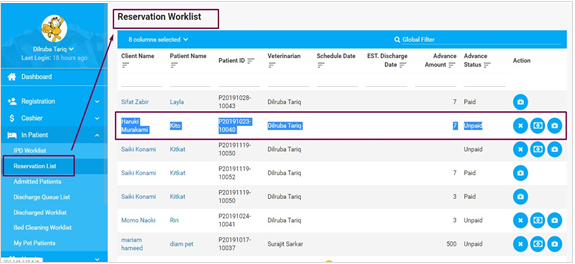 Reservation Worklist
Dilruba Tariq
Last Login: 15 hours ago
Dashboard
Registration
Cashier
In Patient
IPD Worklist
Reservation List
Admitted Patients
Discharge Queue List
Discharged Worklist
Bed Cleaning Worklist
My Pet Patients
8 columns selected
Global Filter
Client Name Patient Name Patient ID Veterinarian Schedule Date EST. Discharge Date Advance Amount Advance Status Action
Sifat Zabir Layla P20191028-10043 Dilruba Tariq 7 Paid
Haruki Murakami Kito P20191023-10040 Dilruba Tariq 7 Unpaid
Saiki Konami Kitkat P20191119-10050 Dilruba Tariq Unpaid
Saiki Konami Kitkat P20191119-10052 Dilruba Tariq 7 Paid
Saiki Konami Kitkat P20191119-10050 Dilruba Tariq 3 Paid
Momo Naoki Rin P20191024-10041 Dilruba Tariq 3 Unpaid
mariam hameed diam pet P20191017-10037 Surajit Sarkar 500 Unpaid